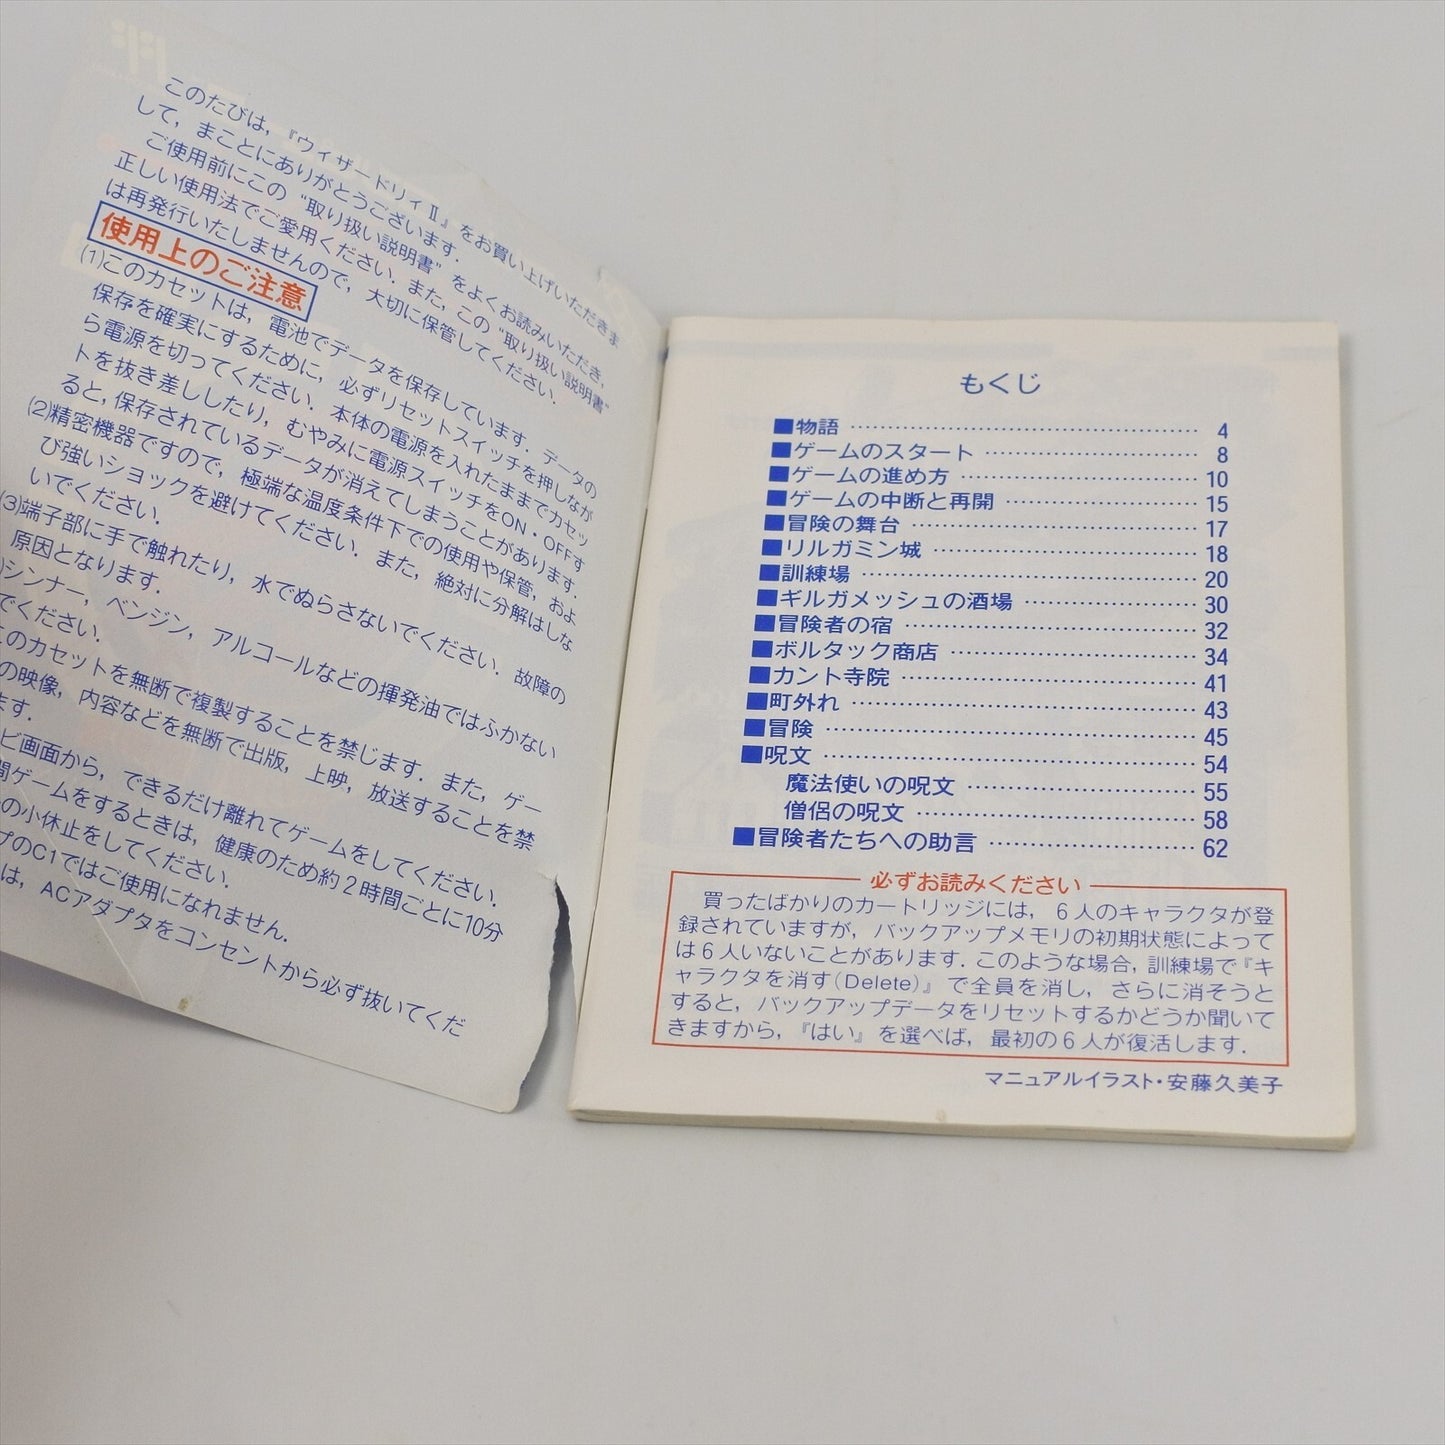 このたびは，『ウィザードリィⅡ』をお買い上げいただきま
して，まことにありがとうございます．
ご使用前にこの“取り扱い説明書”をよくお読みいただき，
正しい使用法でご愛用ください．また，この“取り扱い説明書”
は再発行いたしませんので，大切に保管してください．
使用上のご注意
(1)このカセットは，電池でデータを保存しています．データの
保存を確実にするために，必ずリセットスイッチを押しなが
ら電源を切ってください．本体の電源を入れたままでカセッ
トを抜き差ししたり，むやみに電源スイッチをON・OFFす
ると，保存されているデータが消えてしまうことがあります．
(2)精密機器ですので，極端な温度条件下での使用や保管，およ
び強いショックを避けてください．また，絶対に分解はしな
いでください．
(3)端子部に手で触れたり，水でぬらさないでください．故障の
原因となります．
)シンナー，ベンジン，アルコールなどの揮発油ではふかない
でください．
このカセットを無断で複製することを禁じます．また，ゲー
の映像，内容などを無断で出版，上映，放送することを禁
ます．
ビ画面から，できるだけ離れてゲームをしてください．
間ゲームをするときは，健康のため約2時間ごとに10分
の小休止をしてください．
プのC1ではご使用になれません．
は，ACアダプタをコンセントから必ず抜いてくだ
もくじ
■物語 4
■ゲームのスタート 8
■ゲームの進め方 10
■ゲームの中断と再開 15
■冒険の舞台 17
■リルガミン城 18
■訓練場 20
■ギルガメッシュの酒場 30
■冒険者の宿 32
■ボルタック商店 34
■カント寺院 41
■町外れ 43
■冒険 45
■呪文 54
魔法使いの呪文 55
僧侶の呪文 58
■冒険者たちへの助言 62
必ずお読みください
買ったばかりのカートリッジには，6人のキャラクタが登
録されていますが，バックアップメモリの初期状態によって
は6人いないことがあります．このような場合，訓練場で『キ
ャラクタを消す(Delete)』で全員を消し，さらに消そうと
すると，バックアップデータをリセットするかどうか聞いて
きますから，『はい』を選べば，最初の6人が復活します．
マニュアルイラスト・安藤久美子